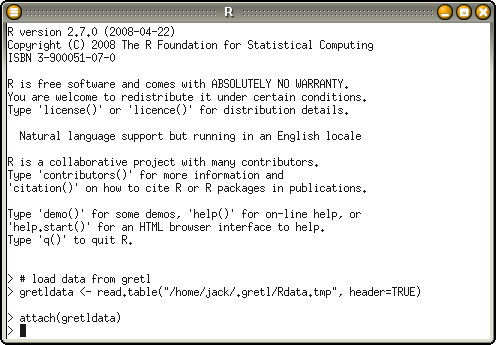 R
R version 2.7.0 (2008-04-22)
Copyright (C) 2008 The R Foundation for Statistical Computing
ISBN 3-900051-07-0
R is free software and comes with ABSOLUTELY NO WARRANTY.
You are welcome to redistribute it under certain conditions.
Type 'license()' or 'licence()' for distribution details.
Natural language support but running in an English locale
R is a collaborative project with many contributors.
Type 'contributors()' for more information and
'citation()' on how to cite R or R packages in publications.
Type 'demo()' for some demos, 'help()' for on-line help, or
'help.start()' for an HTML browser interface to help.
Type 'q()' to quit R.
> # load data from gretl
> gretldata <- read.table("/home/jack/.gretl/Rdata.tmp", header=TRUE)
> attach(gretldata)
>